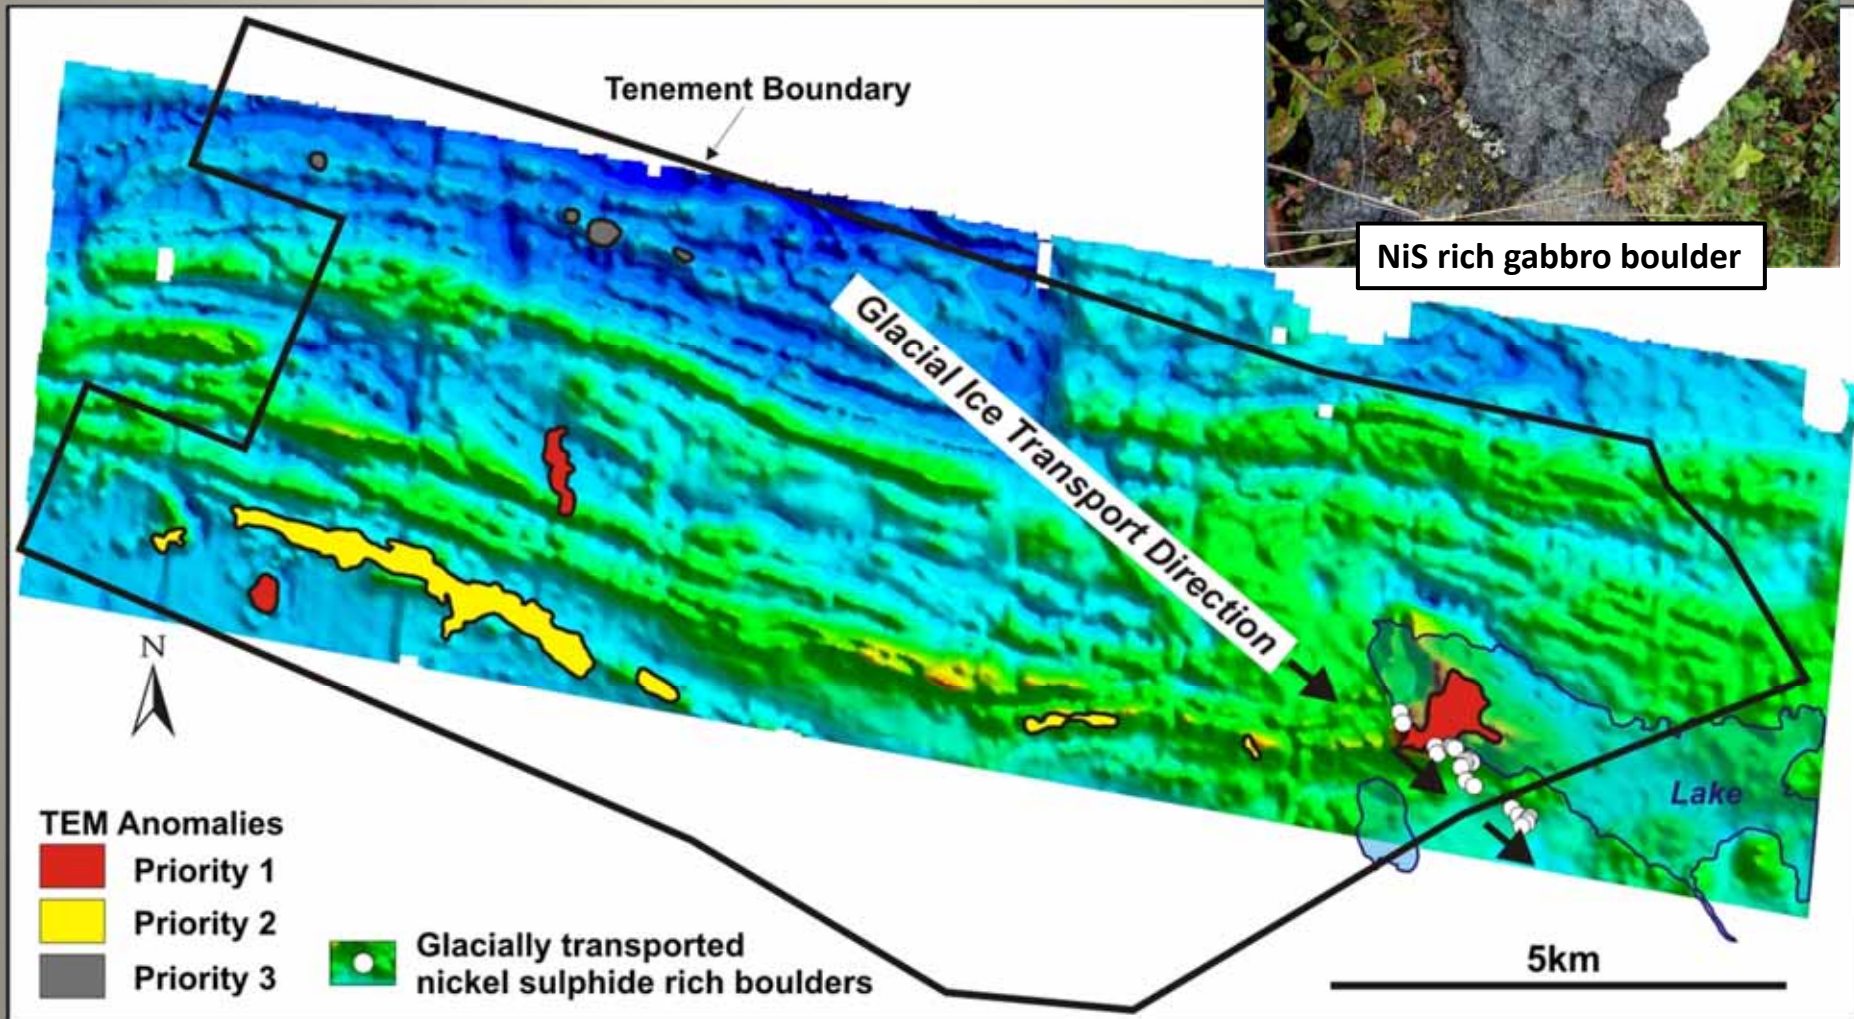 Tenement Boundary
NiS rich gabbro boulder
Glacial Ice Transport Direction
N
Lake
TEM Anomalies
Priority 1
Priority 2
Priority 3
Glacially transported
nickel sulphide rich boulders
5km